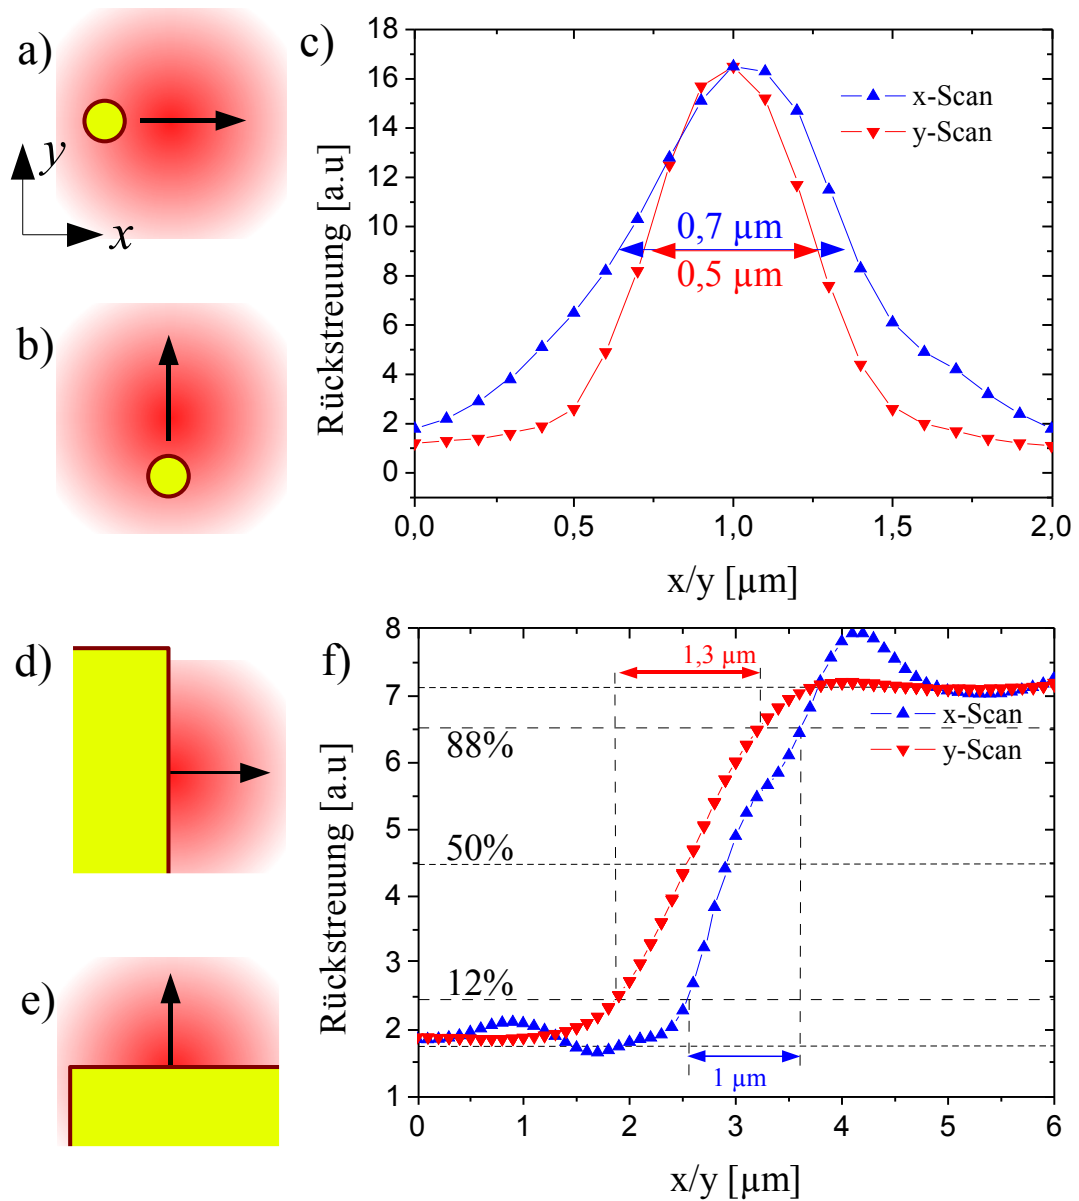 a)
y
x
b)
c)
Rückstreuung [a.u]
18
16
14
12
10
8
6
4
2
0
x-Scan
y-Scan
0,7 µm
0,5 µm
0,0
0,5
1,0
1,5
2,0
x/y [µm]
d)
e)
f)
Rückstreuung [a.u]
8
7
6
5
4
3
2
1
1,3 µm
x-Scan
y-Scan
88%
50%
12%
1 µm
0
1
2
3
4
5
6
x/y [µm]